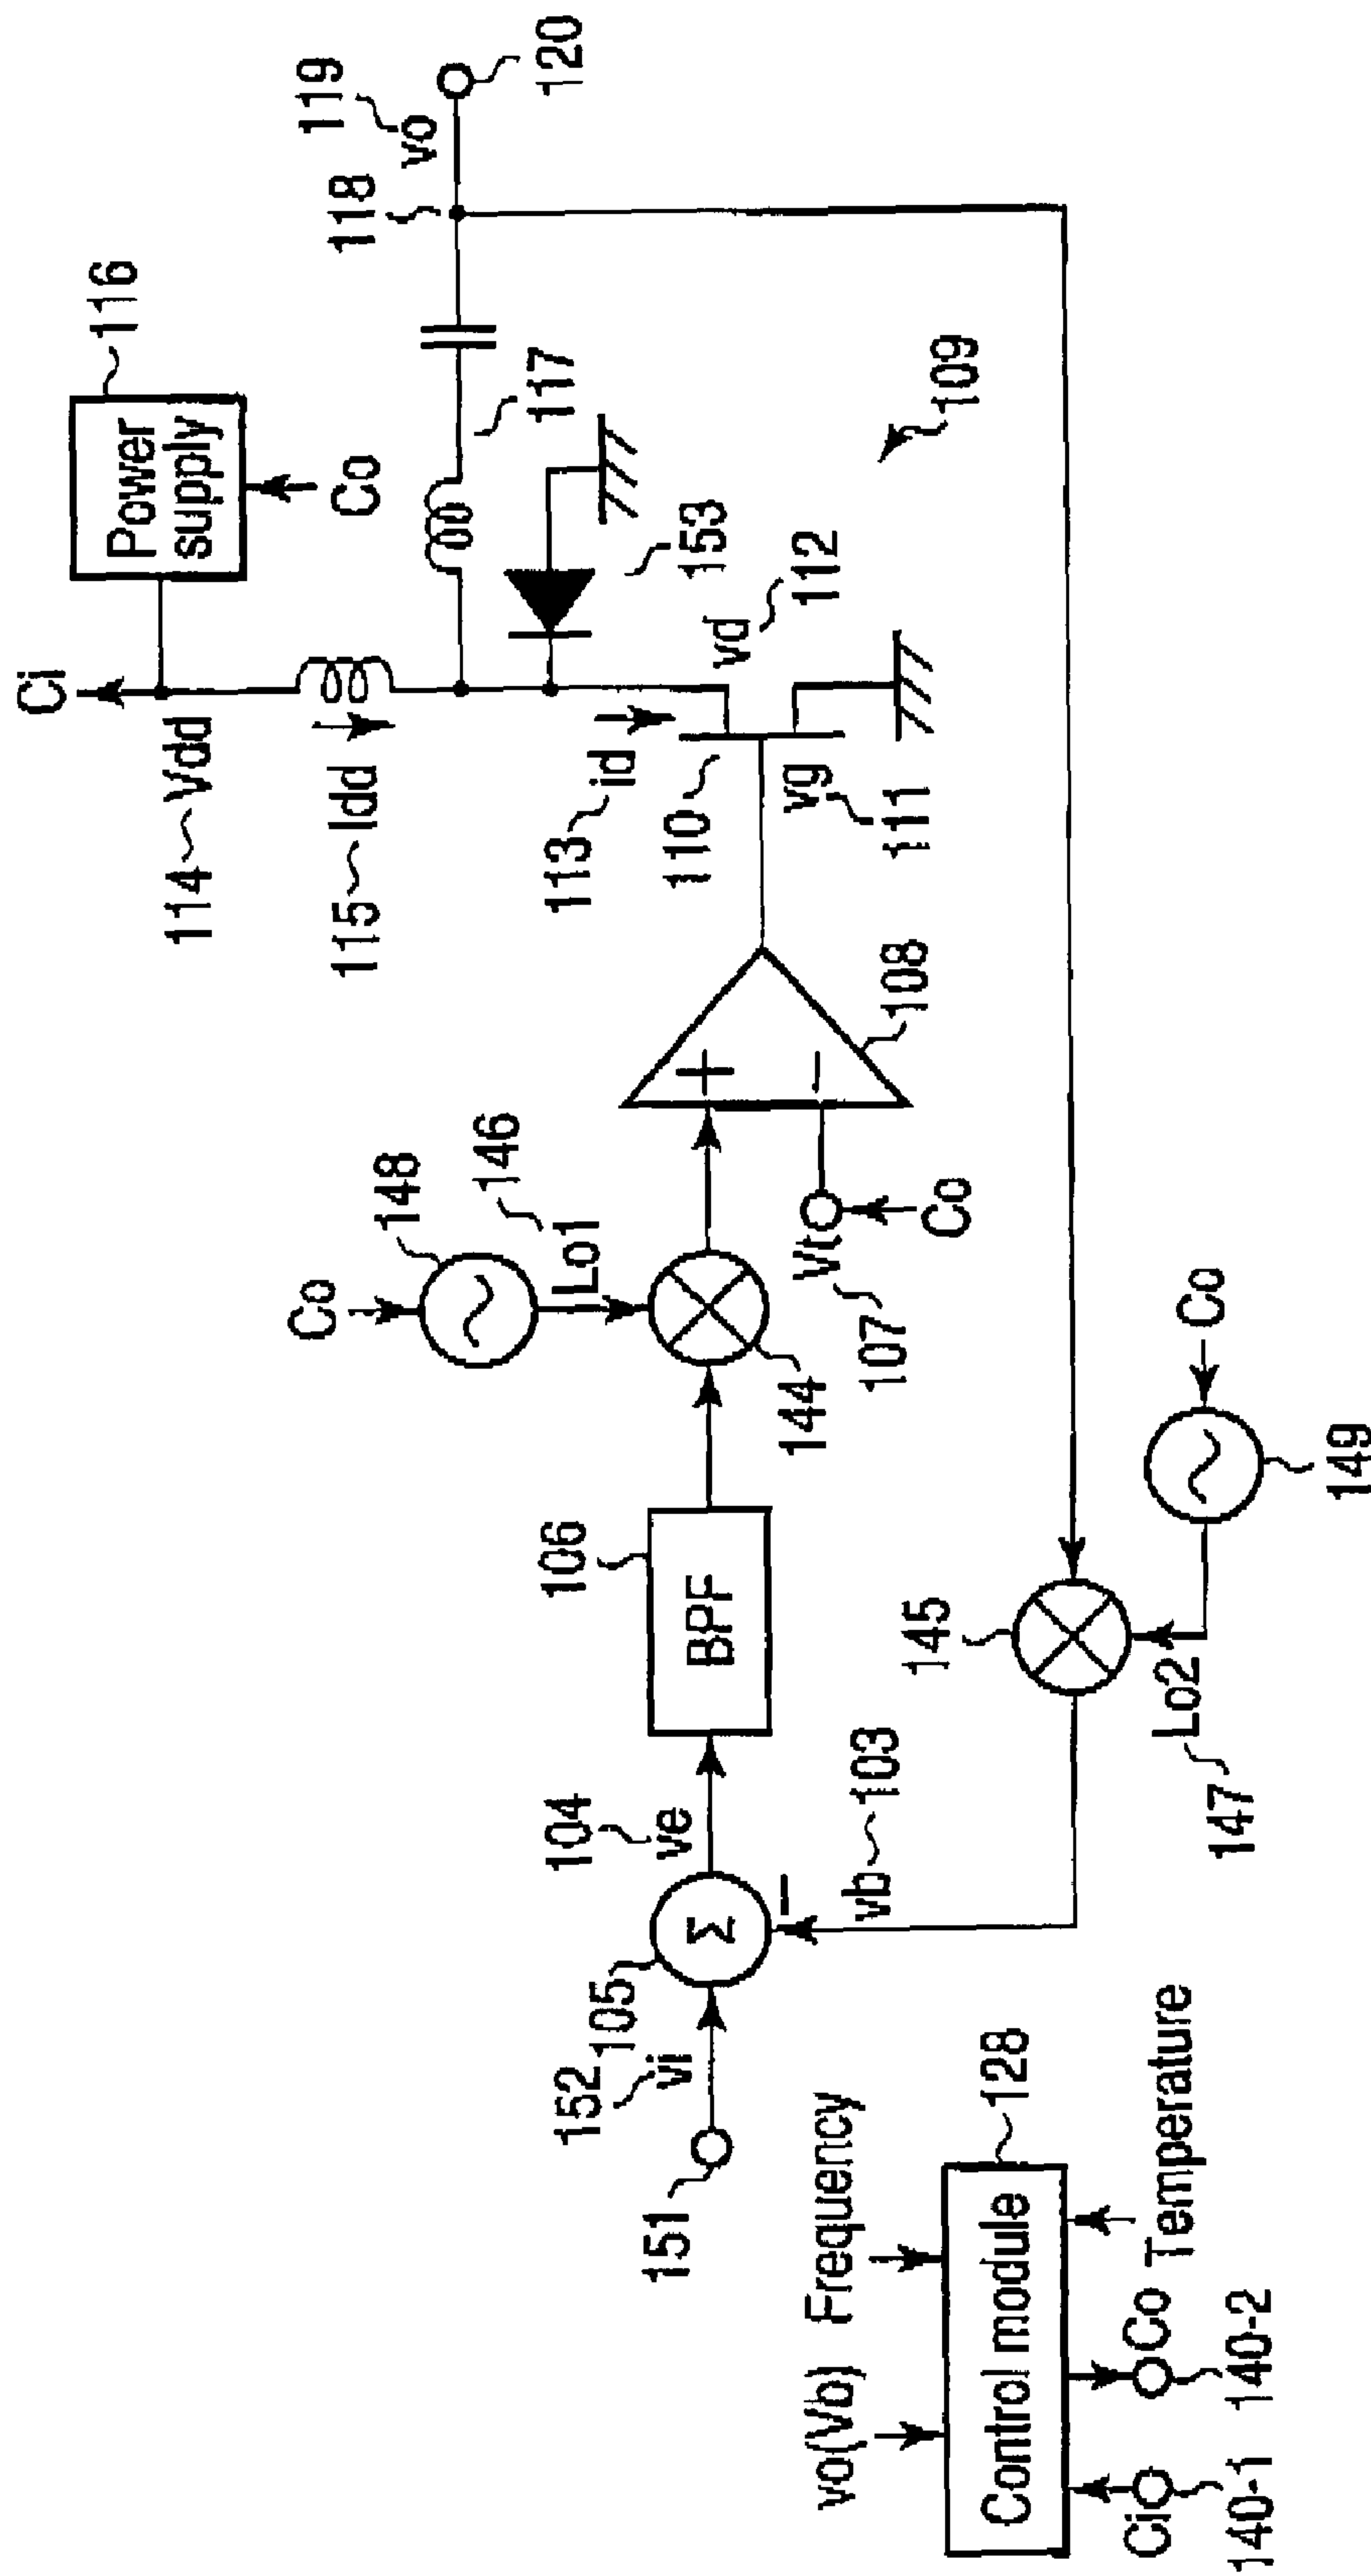 Ci
Power
supply
116
Co
114
Vdd
115
Idd
117
118
119
vo
120
153
vd
112
113
id
110
vg
111
109
108
+
-
Co
148
146
Lo1
144
Vt
107
Co
106
BPF
104
ve
105
Σ
152
vi
151
-
vb
103
145
Lo2
147
149
Co
vo(Vb)
Frequency
Control module
128
Ci
140-1
Co
140-2
Temperature